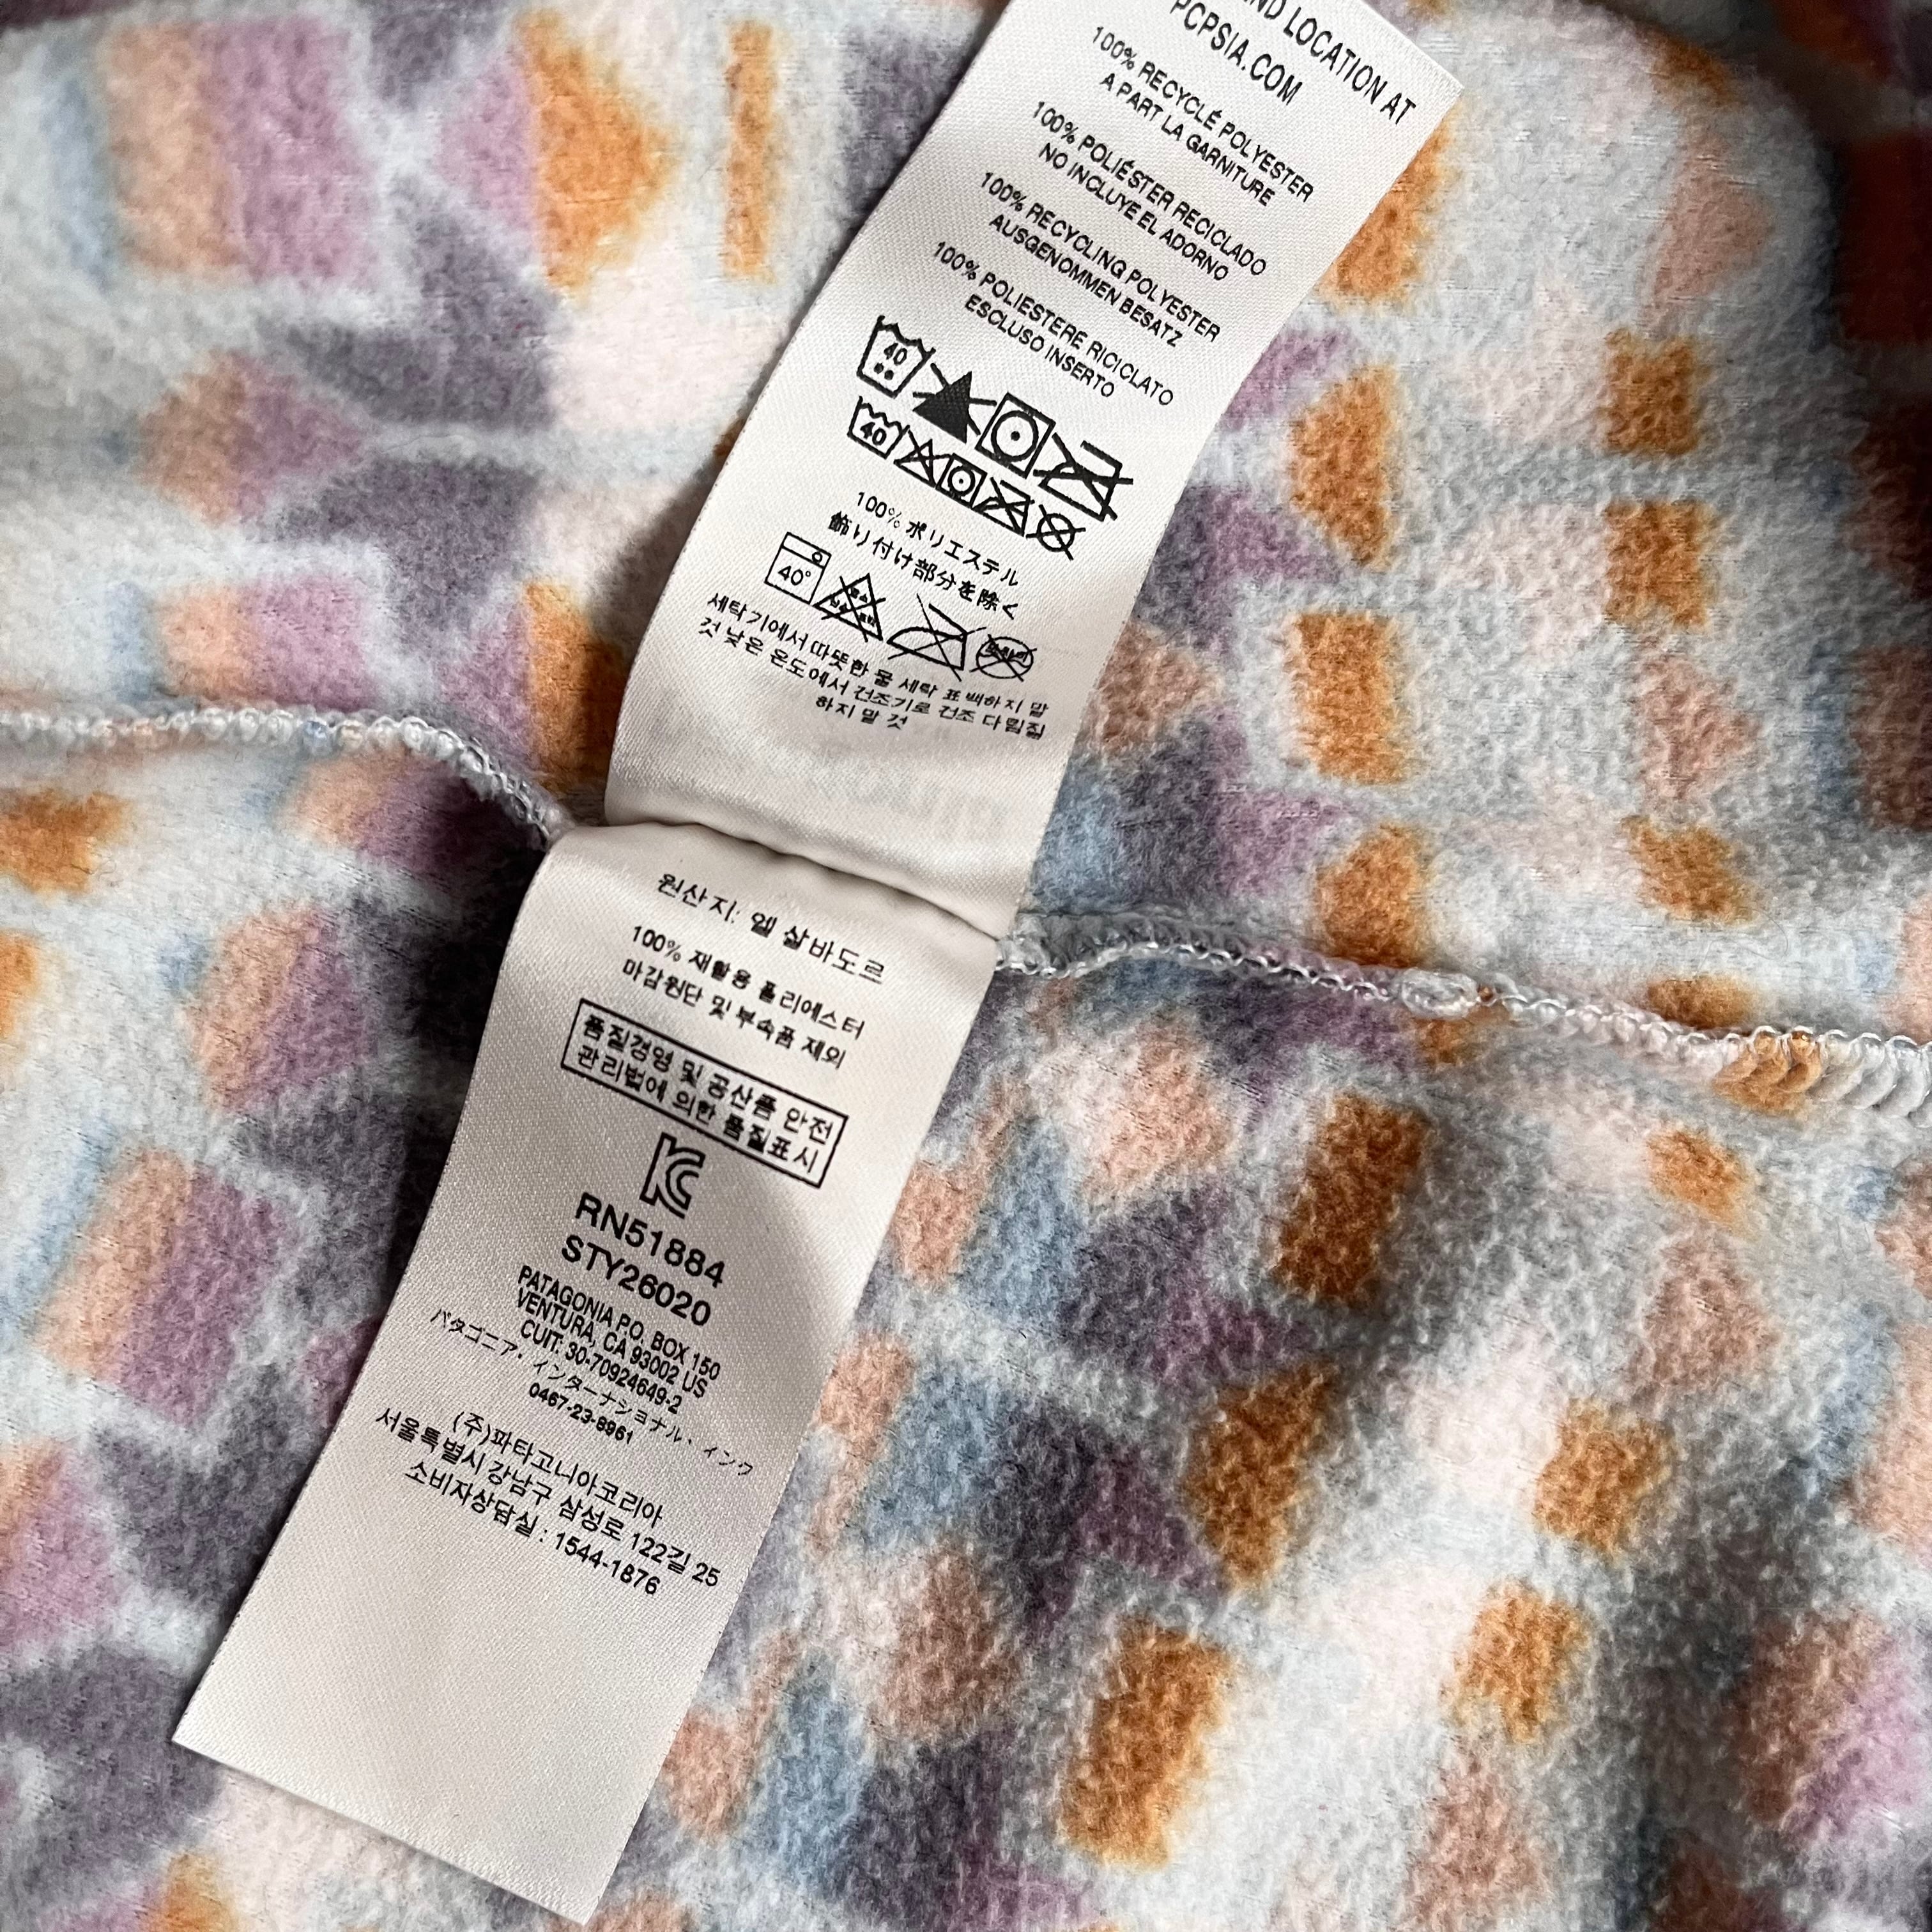 ND LOCATION AT
PCPSIA.COM
100% RECYCLÉ POLYESTER
A PART LA GARNITURE
100% POLIÉSTER RECICLADO
NO INCLUYE EL ADORNO
100% RECYCLING POLYESTER
AUSGENOMMEN BESATZ
100% POLIESTERE RICICLATO
ESCLUSO INSERTO
40
40
100% ポリエステル
飾り付け部分を除く
40°
세탁기에서 따뜻한 물 세탁 표백하지 말
것 낮은 온도에서 건조기로 건조 다림질
하지 말 것
원산지: 엘 살바도르
100% 재활용 폴리에스터
마감원단 및 부속품 제외
품질경영 및 공산품 안전
관리법에 의한 품질표시
RN51884
STY26020
PATAGONIA P.O. BOX 150
VENTURA, CA 93002 US
CUIT: 30-70924649-2
パタゴニア・インターナショナル・インク
0467-23-8961
(주)파타고니아코리아
서울특별시 강남구 삼성로 122길 25
소비자상담실 : 1544-1876